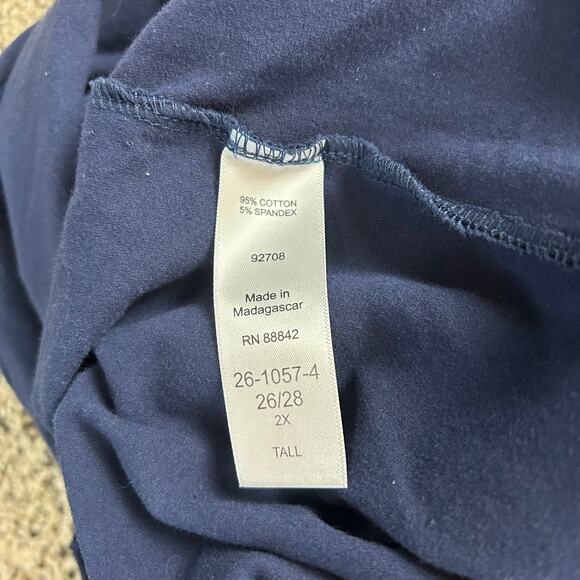 95% COTTON
5% SPANDEX
92708
Made in
Madagascar
RN 88842
26-1057-4
26/28
2X
TALL